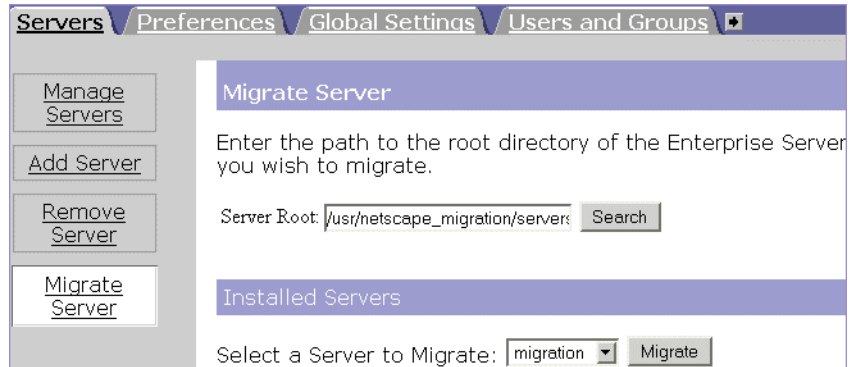 Servers Preferences Global Settings Users and Groups
Manage
Servers
Add Server
Remove
Server
Migrate
Server
Migrate Server
Enter the path to the root directory of the Enterprise Server
you wish to migrate.
Server Root: /usr/netscape_migration/servers Search
Installed Servers
Select a Server to Migrate: migration Migrate